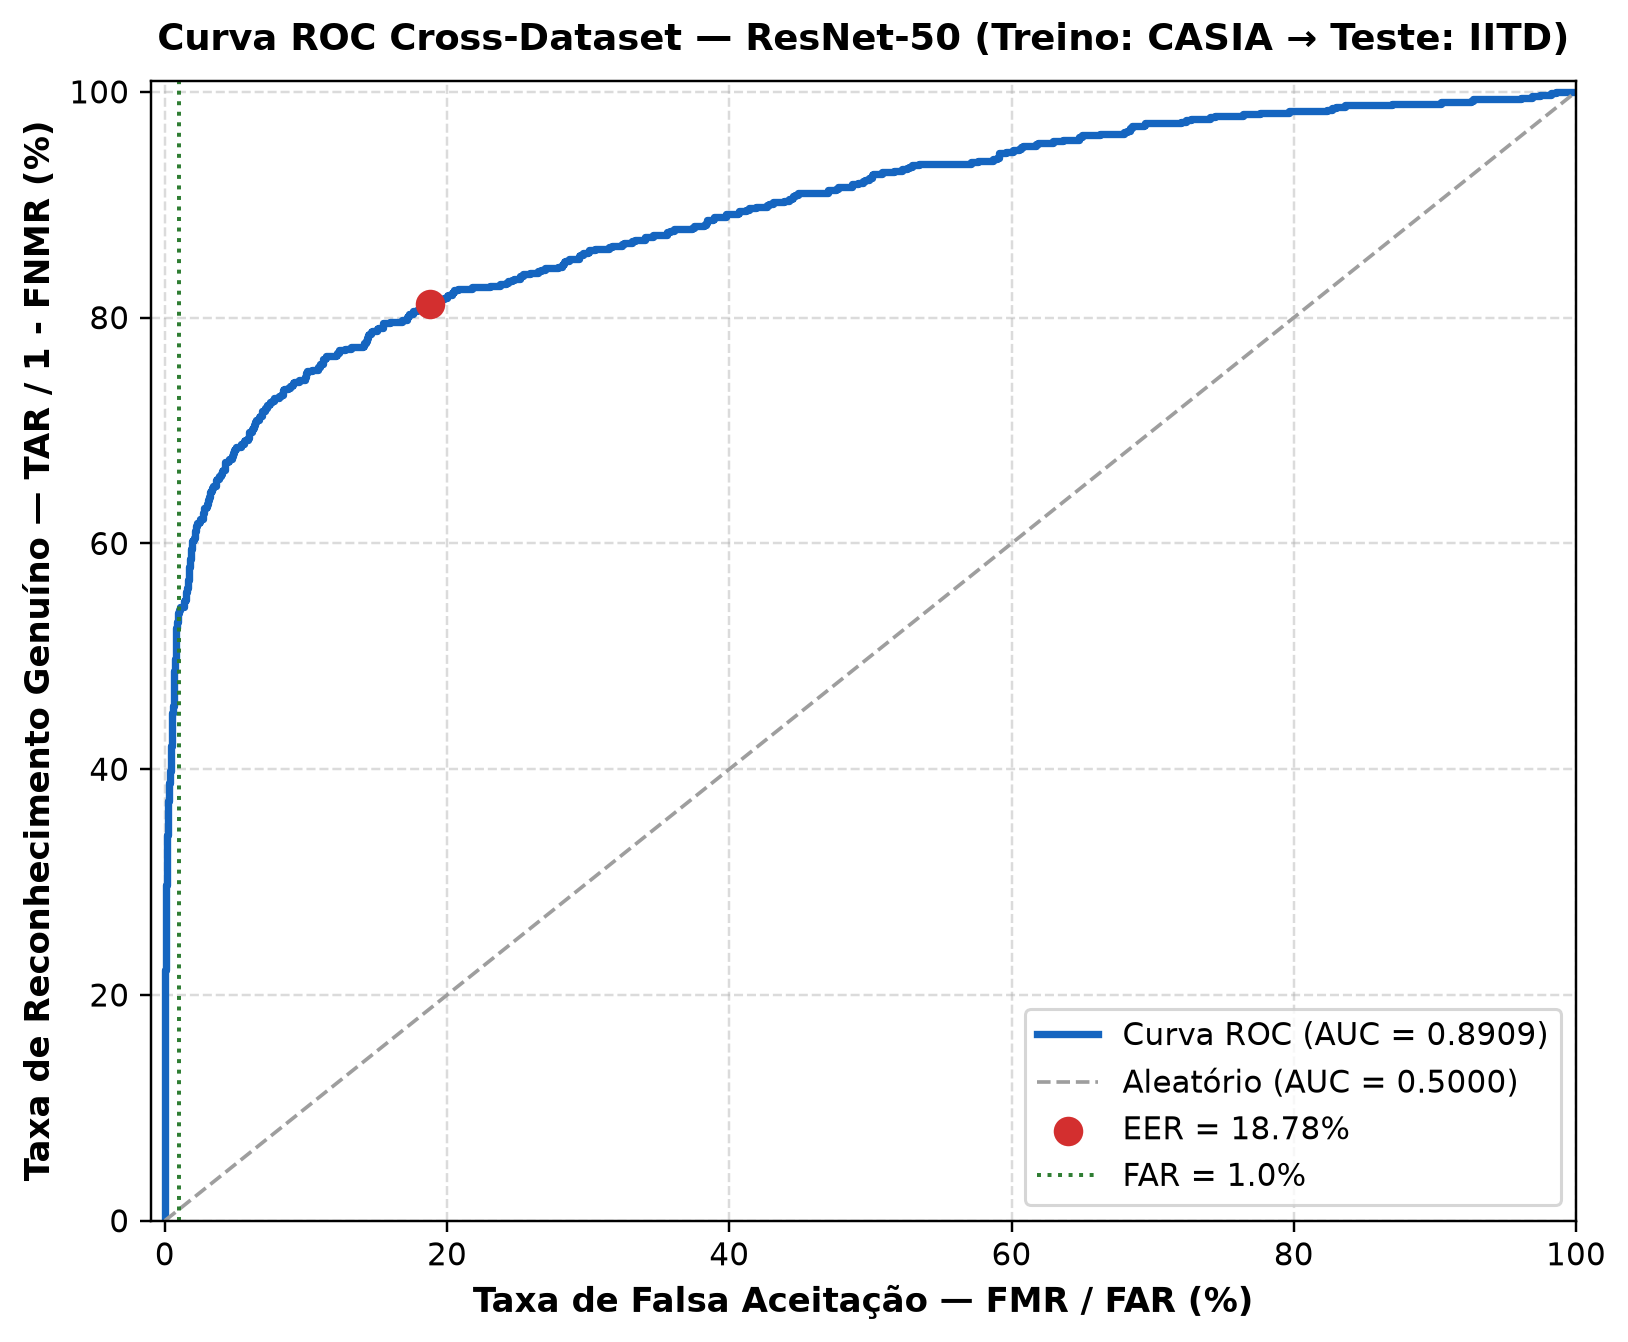 Curva ROC Cross-Dataset — ResNet-50 (Treino: CASIA → Teste: IITD)
Taxa de Reconhecimento Genuíno — TAR / 1 - FNMR (%)
100
80
60
40
20
0
0 20 40 60 80 100
Taxa de Falsa Aceitação — FMR / FAR (%)
Curva ROC (AUC = 0.8909)
Aleatório (AUC = 0.5000)
EER = 18.78%
FAR = 1.0%